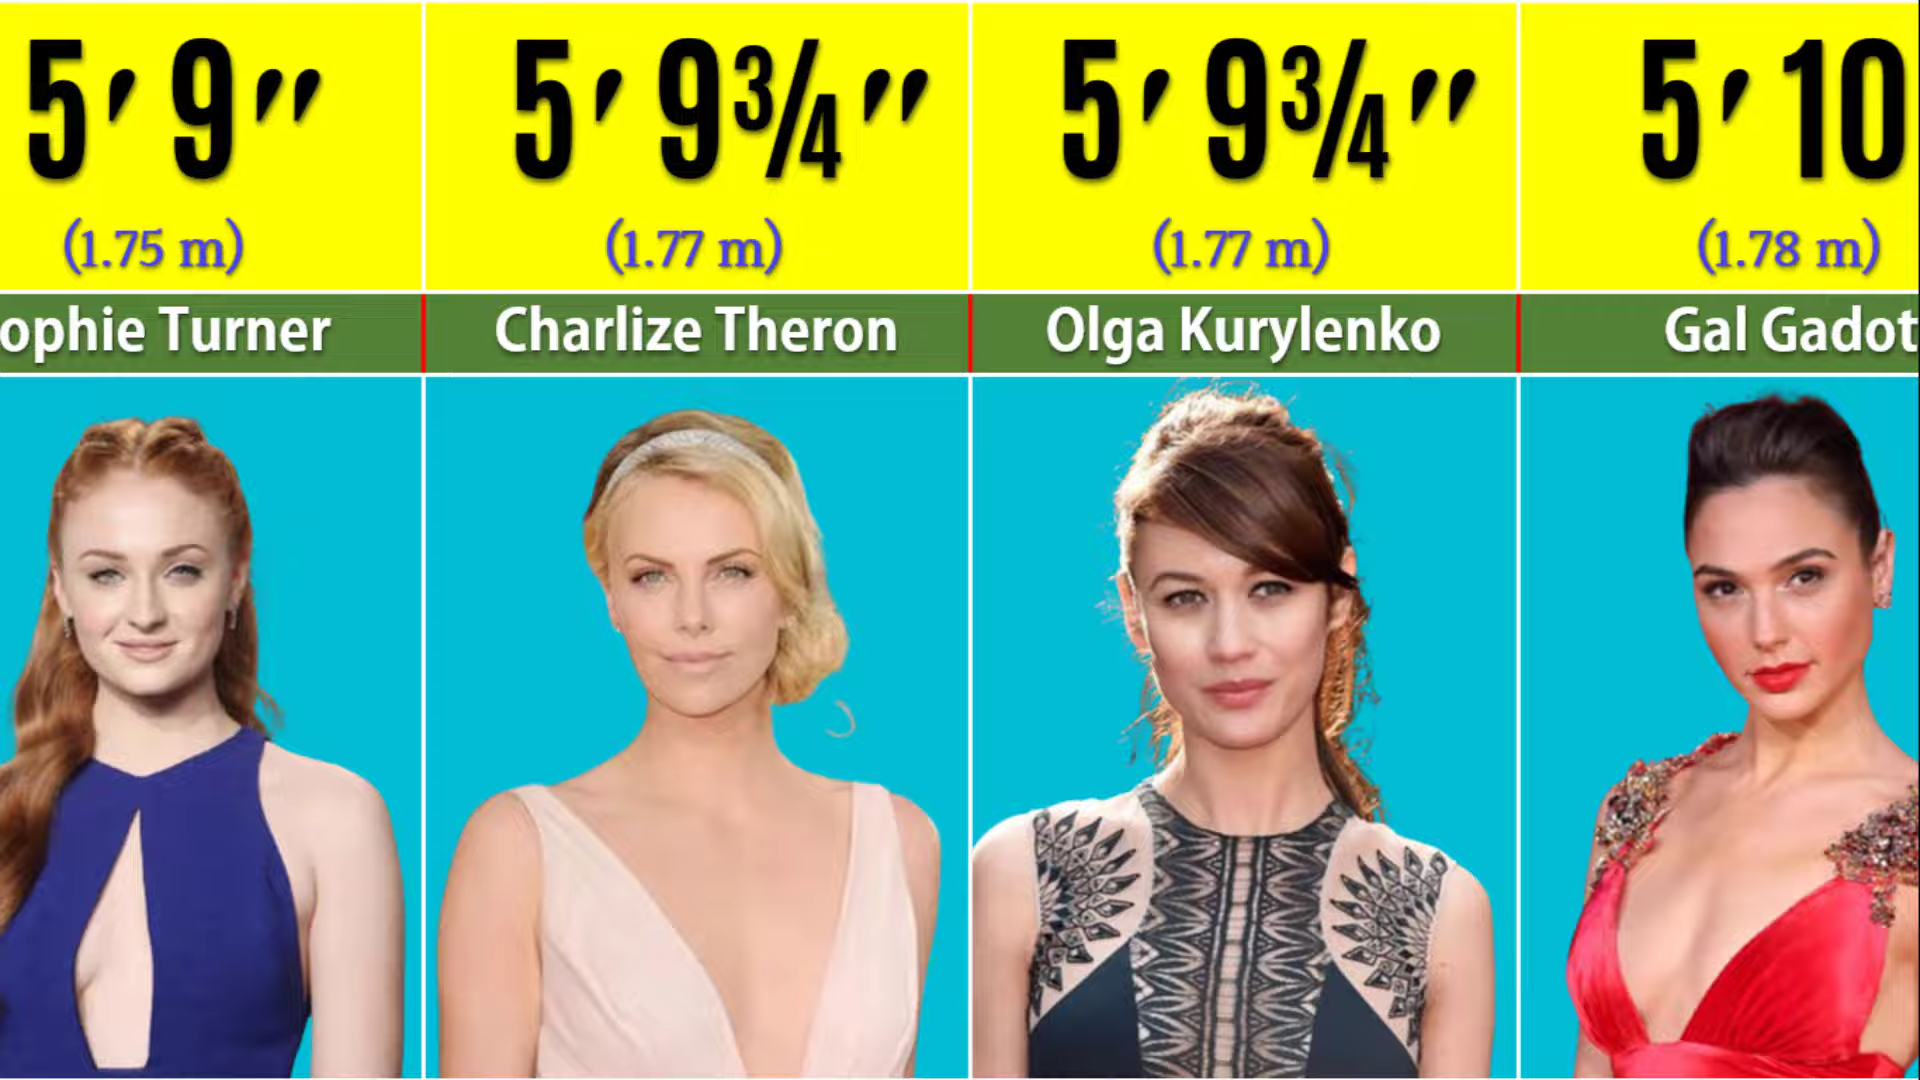 5′ 9″
(1.75 m)
ophie Turner
5′ 9¾″
(1.77 m)
Charlize Theron
5′ 9¾″
(1.77 m)
Olga Kurylenko
5′ 10
(1.78 m)
Gal Gadot